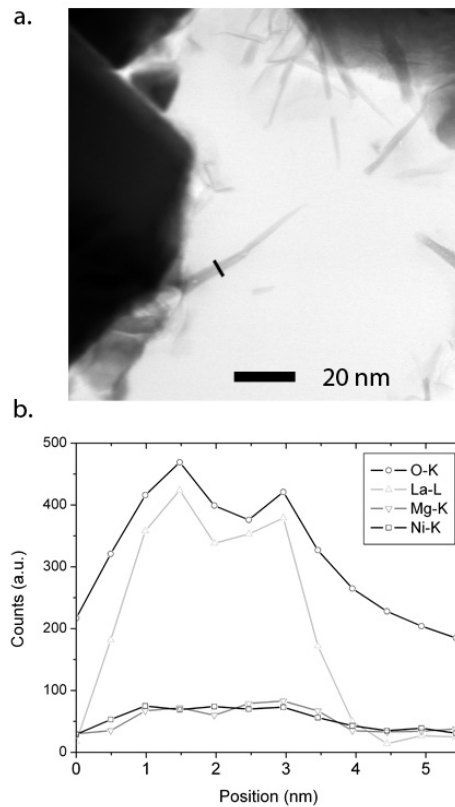 a.
20 nm
b.
500
400
300
200
100
0
Counts (a.u.)
O-K
La-L
Mg-K
Ni-K
0
1
2
3
4
5
Position (nm)